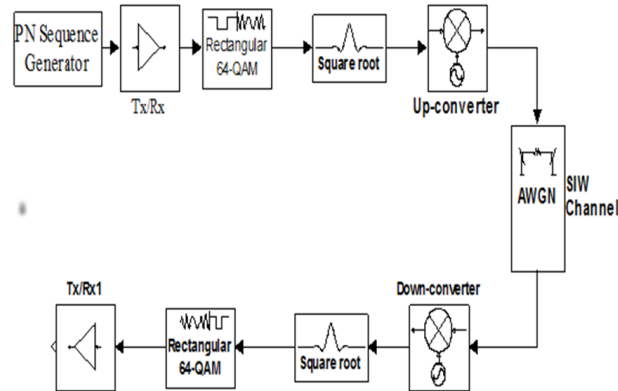 PN Sequence
Generator
Tx/Rx
Rectangular
64-QAM
Square root
Up-converter
AWGN
SIW
Channel
Down-converter
Square root
Rectangular
64-QAM
Tx/Rx1